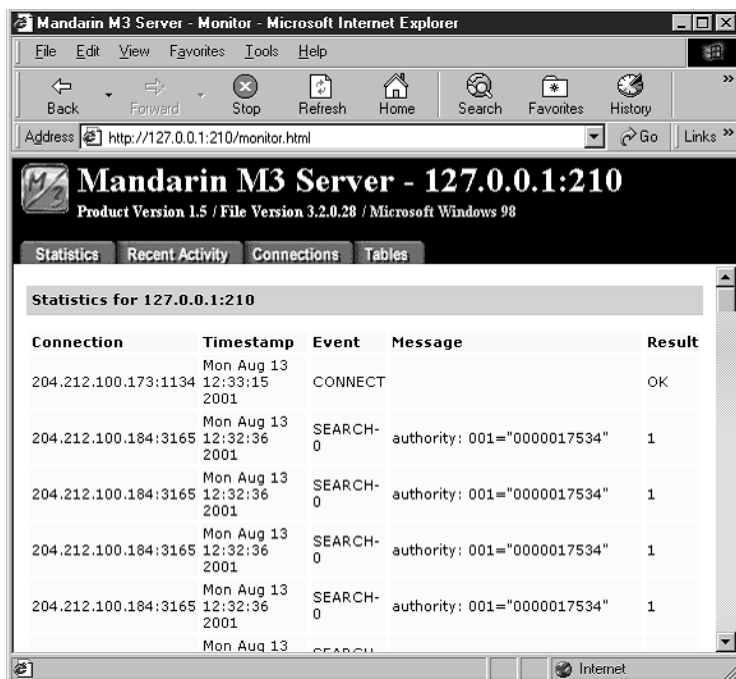 Mandarin M3 Server - Monitor - Microsoft Internet Explorer
File Edit View Favorites Tools Help
Back Forward Stop Refresh Home Search Favorites History »
Address http://127.0.0.1:210/monitor.html Go Links »
M3
Mandarin M3 Server - 127.0.0.1:210
Product Version 1.5 / File Version 3.2.0.28 / Microsoft Windows 98
Statistics Recent Activity Connections Tables
Statistics for 127.0.0.1:210
Connection Timestamp Event Message Result
Mon Aug 13
204.212.100.173:1134 12:33:15 CONNECT OK
2001
Mon Aug 13 SEARCH-
204.212.100.184:3165 12:32:36 authority: 001="0000017534" 1
2001 0
Mon Aug 13 SEARCH-
204.212.100.184:3165 12:32:36 authority: 001="0000017534" 1
2001 0
Mon Aug 13 SEARCH-
204.212.100.184:3165 12:32:36 authority: 001="0000017534" 1
2001 0
Mon Aug 13 SEARCH-
204.212.100.184:3165 12:32:36 authority: 001="0000017534" 1
2001 0
Mon Aug 13
Internet